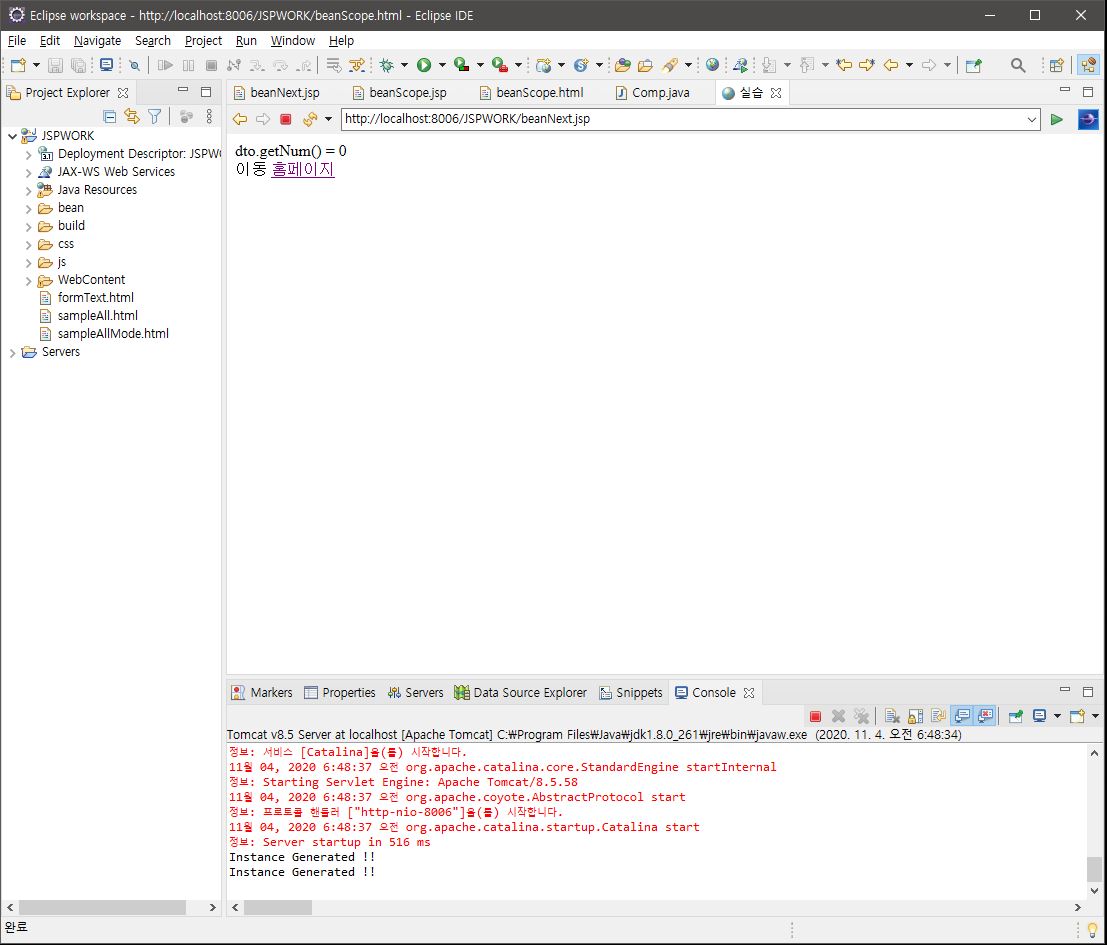 Eclipse workspace - http://localhost:8006/JSPWORK/beanScope.html - Eclipse IDE
File Edit Navigate Search Project Run Window Help
Project Explorer
beanNext.jsp beanScope.jsp beanScope.html Comp.java 실습
http://localhost:8006/JSPWORK/beanNext.jsp
JSPWORK
Deployment Descriptor: JSPW
JAX-WS Web Services
Java Resources
bean
build
css
js
WebContent
formText.html
sampleAll.html
sampleAllMode.html
Servers
dto.getNum() = 0
이동 홈페이지
Markers Properties Servers Data Source Explorer Snippets Console
Tomcat v8.5 Server at localhost [Apache Tomcat] C:₩Program Files₩Java₩jdk1.8.0_261₩jre₩bin₩javaw.exe (2020. 11. 4. 오전 6:48:34)
정보: 서비스 [Catalina]을(를) 시작합니다.
11월 04, 2020 6:48:37 오전 org.apache.catalina.core.StandardEngine startInternal
정보: Starting Servlet Engine: Apache Tomcat/8.5.58
11월 04, 2020 6:48:37 오전 org.apache.coyote.AbstractProtocol start
정보: 프로토콜 핸들러 ["http-nio-8006"]을(를) 시작합니다.
11월 04, 2020 6:48:37 오전 org.apache.catalina.startup.Catalina start
정보: Server startup in 516 ms
Instance Generated !!
Instance Generated !!
완료